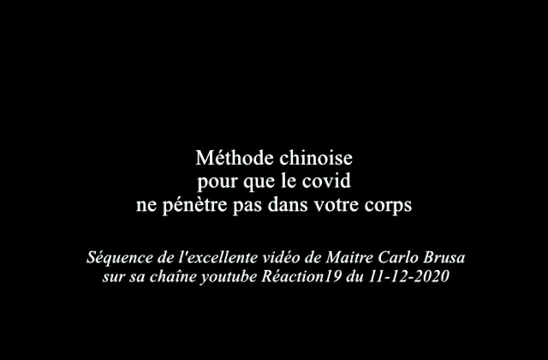 Méthode chinoise
pour que le covid
ne pénètre pas dans votre corps
Séquence de l'excellente vidéo de Maitre Carlo Brusa
sur sa chaîne youtube Réaction19 du 11-12-2020